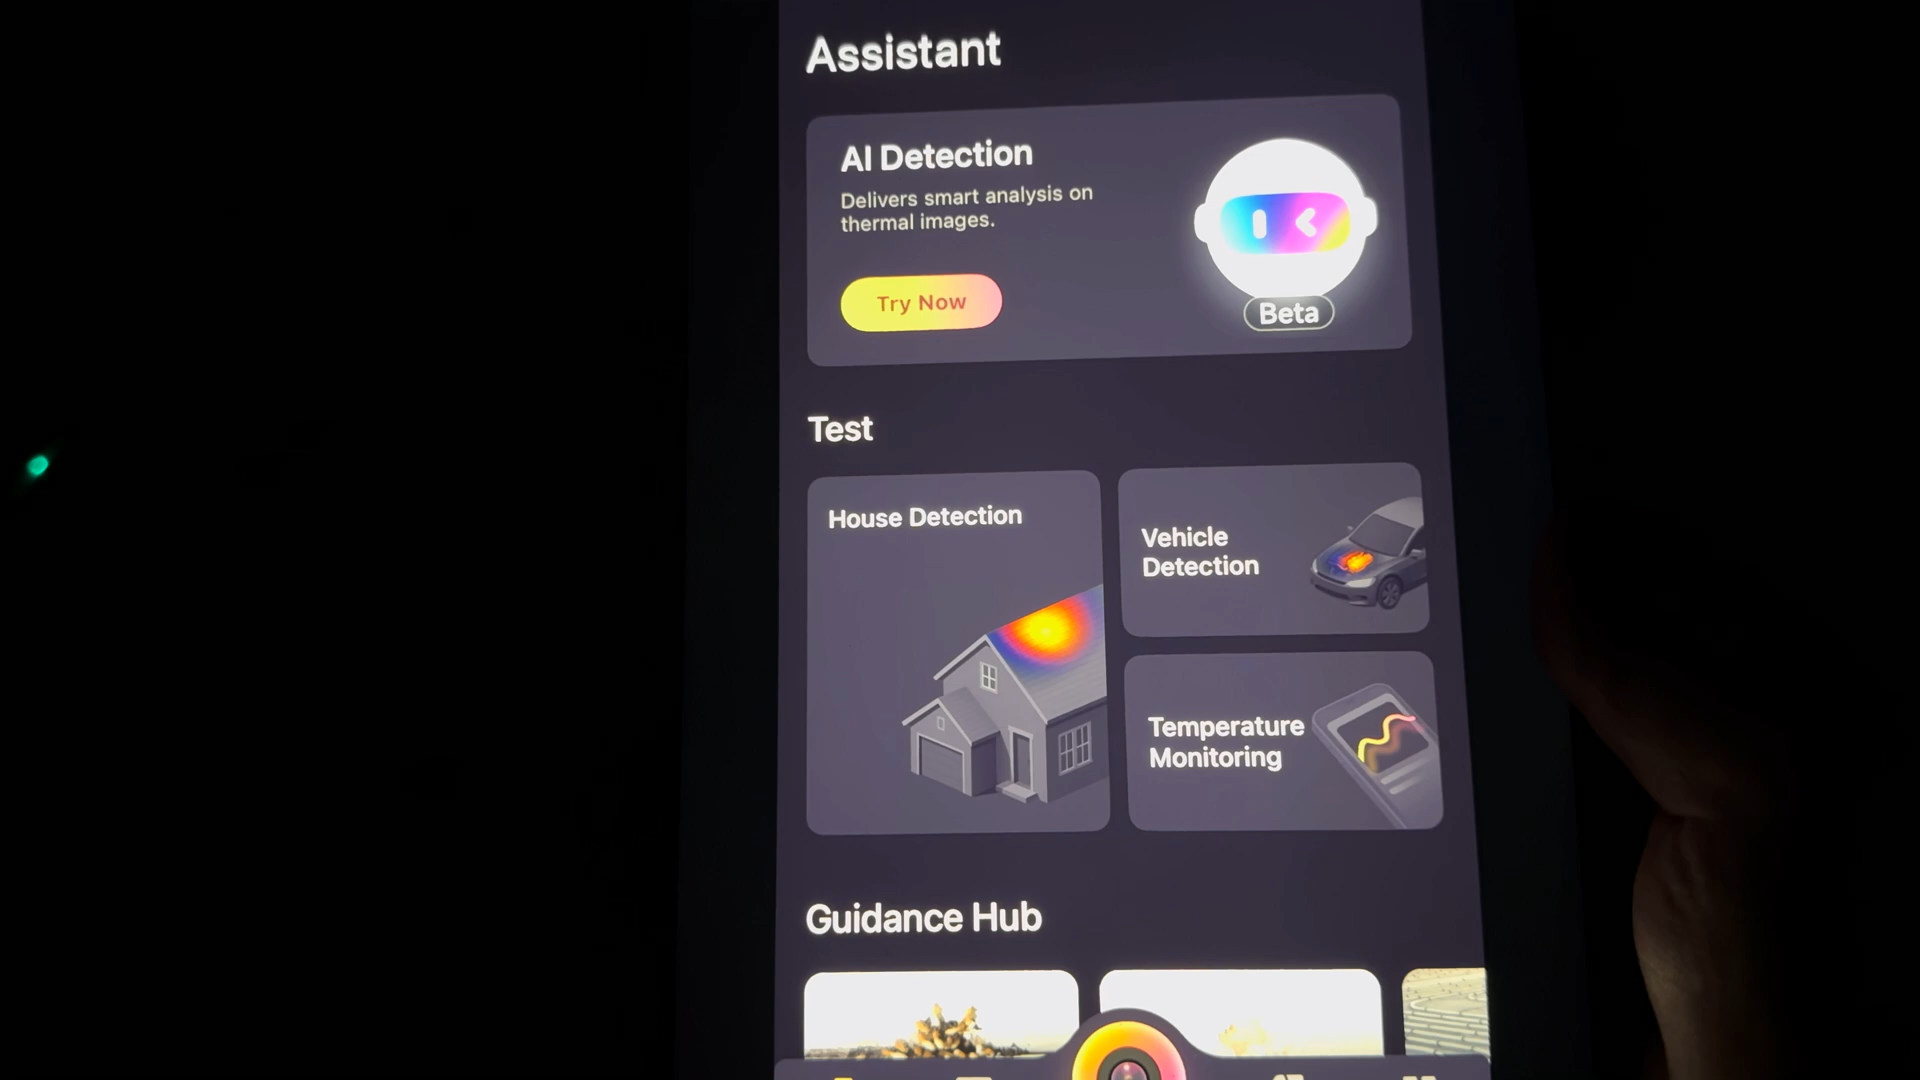 Assistant
AI Detection
Delivers smart analysis on
thermal images.
Try Now
Beta
Test
House Detection
Vehicle
Detection
Temperature
Monitoring
Guidance Hub